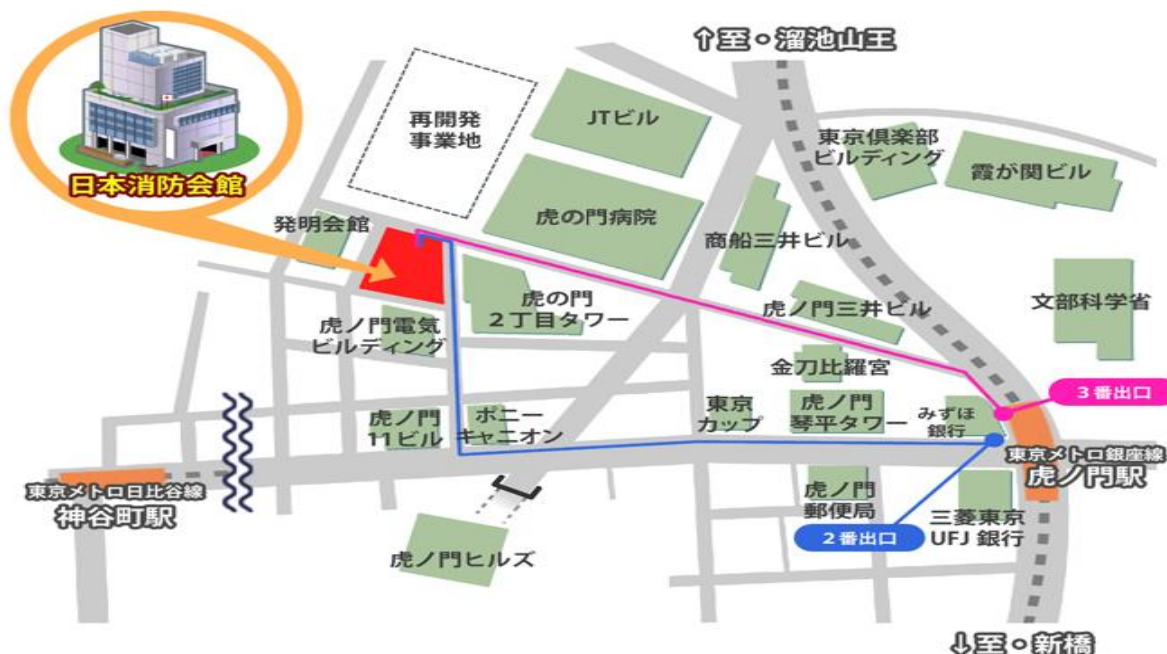 ↑至・溜池山王
日本消防会館
再開発
事業地
JTビル
東京倶楽部
ビルディング
霞が関ビル
発明会館
虎の門病院
商船三井ビル
虎の門
2丁目タワー
虎ノ門三井ビル
文部科学省
虎ノ門電気
ビルディング
金刀比羅宮
3番出口
虎ノ門
11ビル
ポニー
キャニオン
東京
カップ
虎ノ門
琴平タワー
みずほ
銀行
東京メトロ日比谷線
神谷町駅
東京メトロ銀座線
虎ノ門駅
虎ノ門
郵便局
2番出口
三菱東京
UFJ 銀行
虎ノ門ヒルズ
↓至・新橋